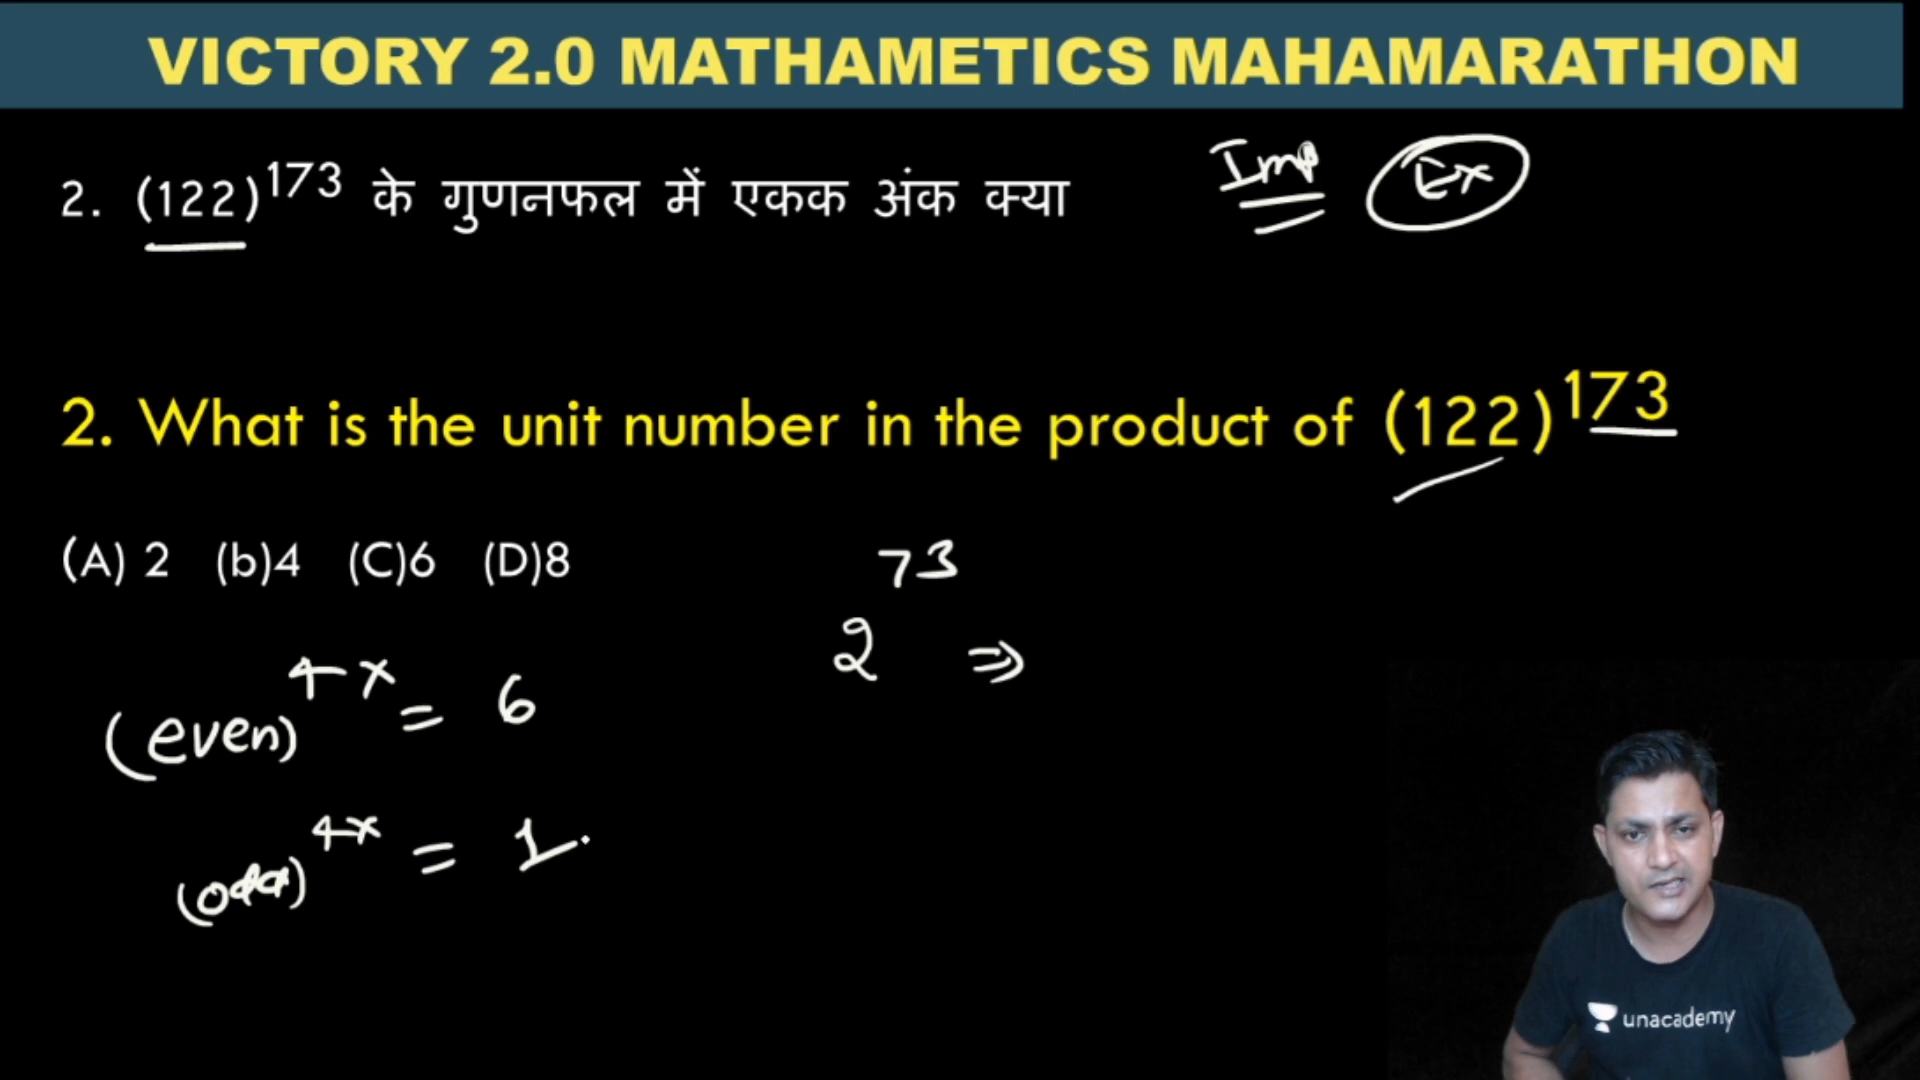 VICTORY 2.0 MATHAMETICS MAHAMARATHON
2. (122)^173 के गुणनफल में एकक अंक क्या
Imp Ex
2. What is the unit number in the product of (122)^173
(A) 2 (b)4 (C)6 (D)8
2^73 ⇒
(even)^4x = 6
(odd)^4x = 1.
unacademy